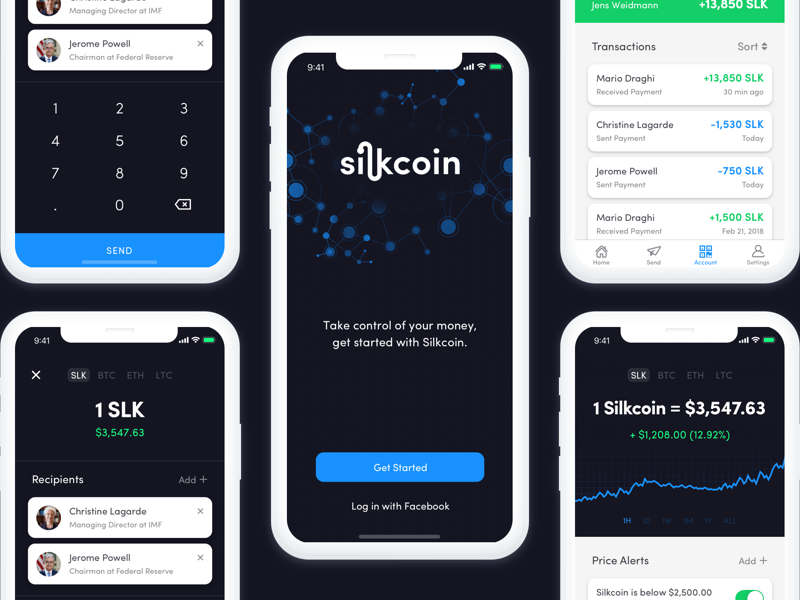 Christine Lagarde
Managing Director at IMF
Jerome Powell
Chairman at Federal Reserve
1 2 3
4 5 6
7 8 9
. 0
SEND
9:41
SLK BTC ETH LTC
1 SLK
$3,547.63
Recipients Add +
Christine Lagarde
Managing Director at IMF
Jerome Powell
Chairman at Federal Reserve
9:41
silkcoin
Take control of your money,
get started with Silkcoin.
Get Started
Log in with Facebook
Jens Weidmann +13,850 SLK
Transactions Sort
Mario Draghi +13,850 SLK
Received Payment 30 min ago
Christine Lagarde -1,530 SLK
Sent Payment Today
Jerome Powell -750 SLK
Sent Payment Today
Mario Draghi +1,500 SLK
Received Payment Feb 21, 2018
Home Send Account Settings
9:41
SLK BTC ETH LTC
1 Silkcoin = $3,547.63
+ $1,208.00 (12.92%)
1H 1D 1W 1M 1Y ALL
Price Alerts Add +
Silkcoin is below $2,500.00